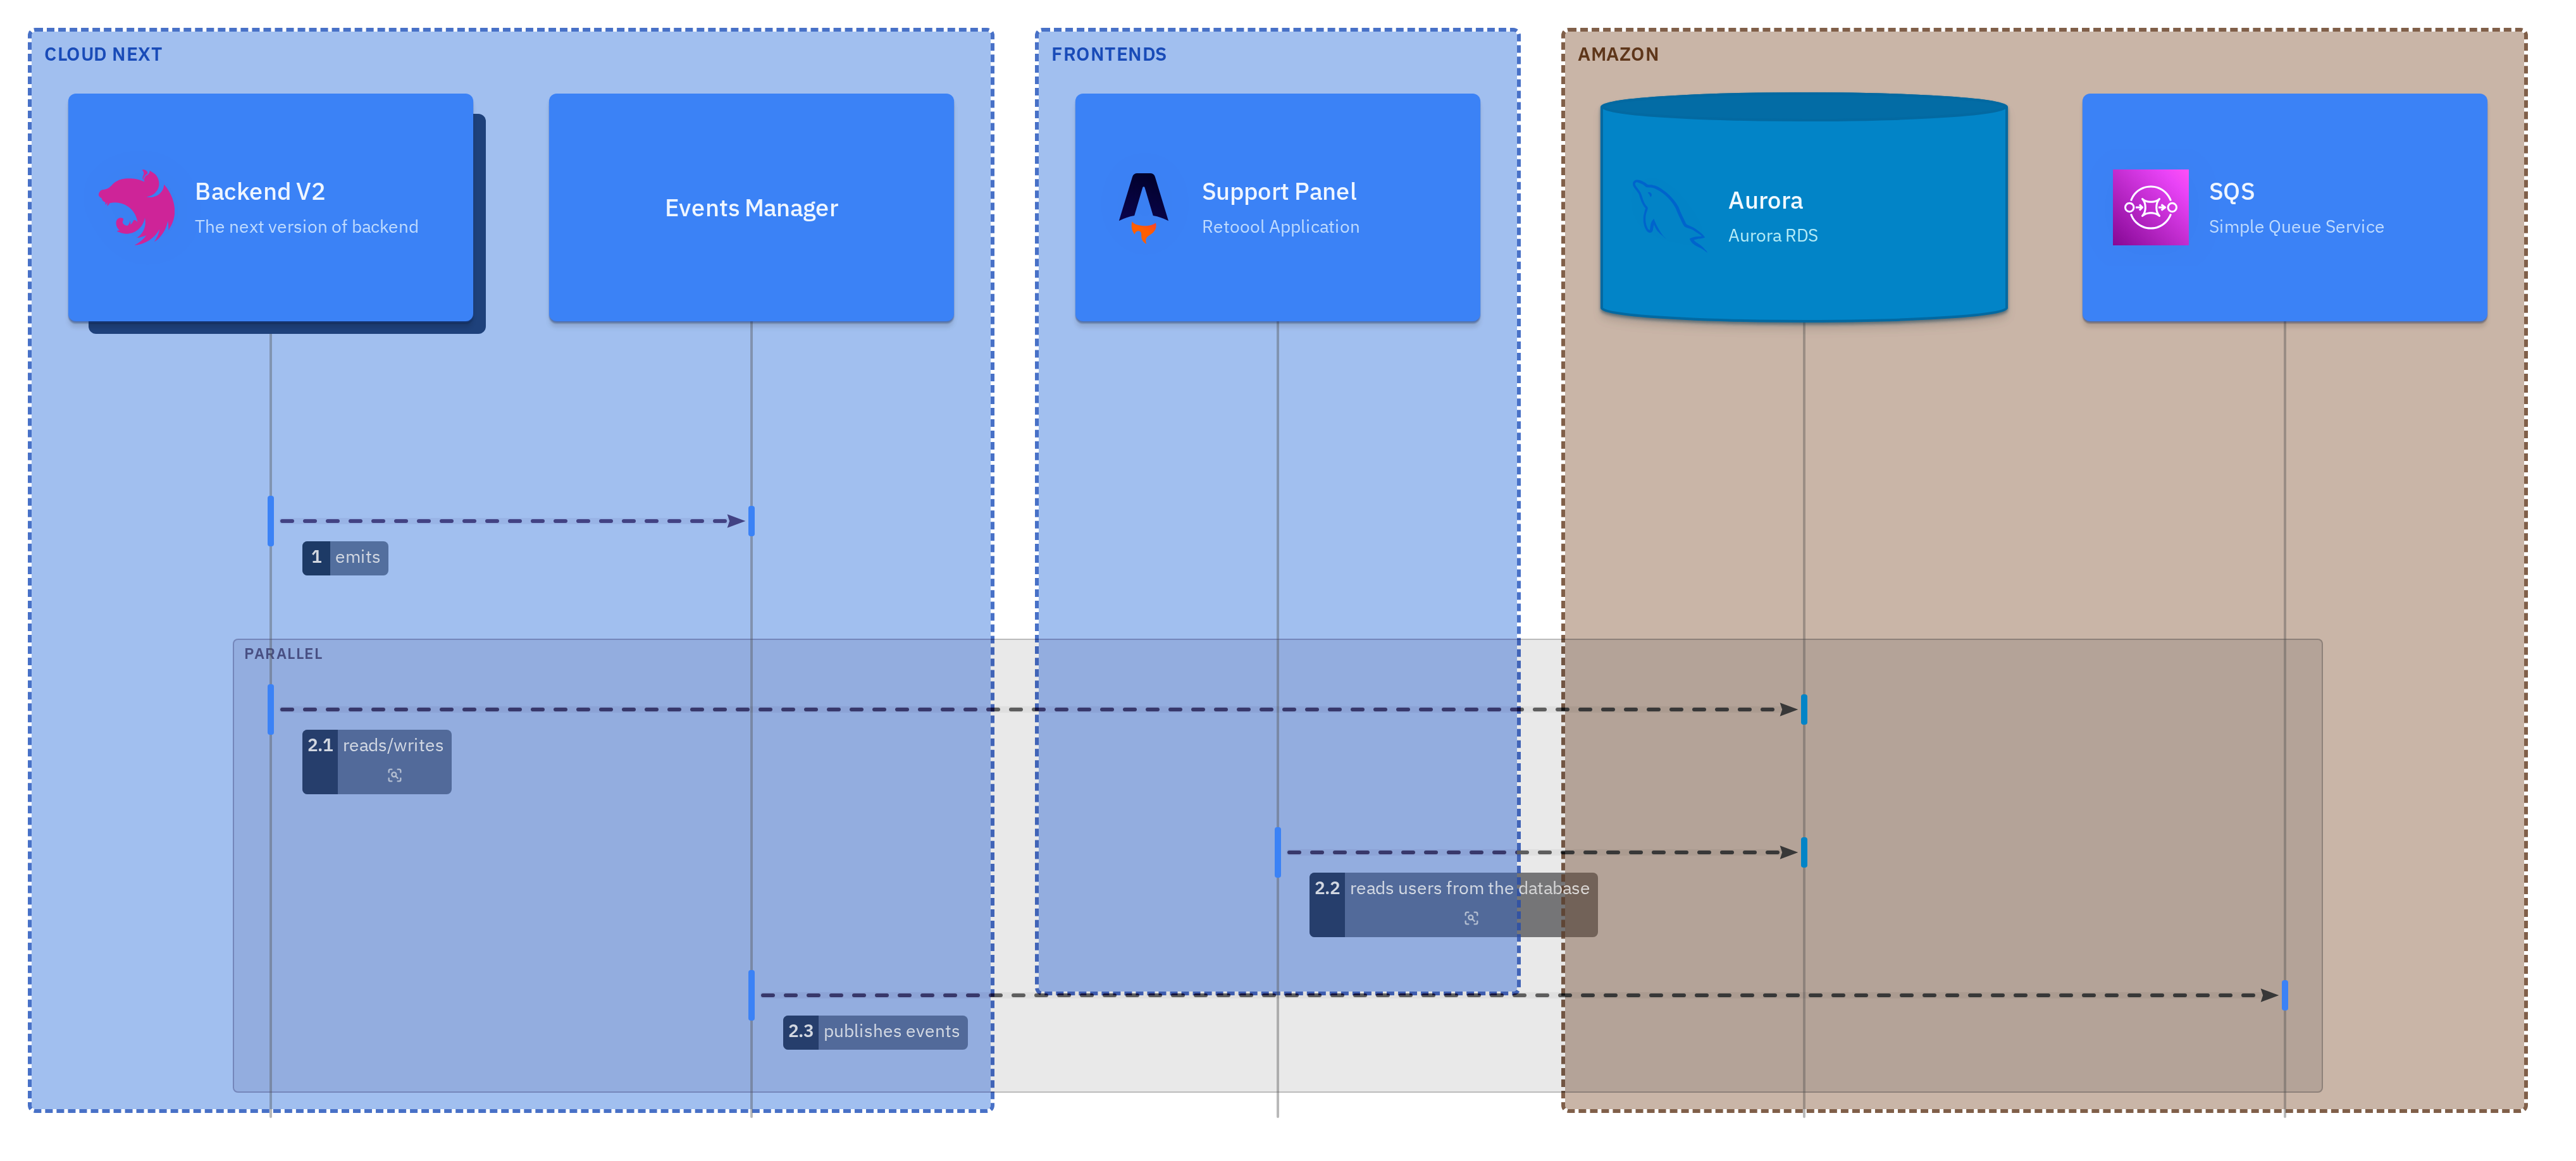 CLOUD NEXT
FRONTENDS
AMAZON
Backend V2
The next version of backend
Events Manager
Support Panel
Retoool Application
Aurora
Aurora RDS
SQS
Simple Queue Service
1 emits
PARALLEL
2.1 reads/writes
2.2 reads users from the database
2.3 publishes events